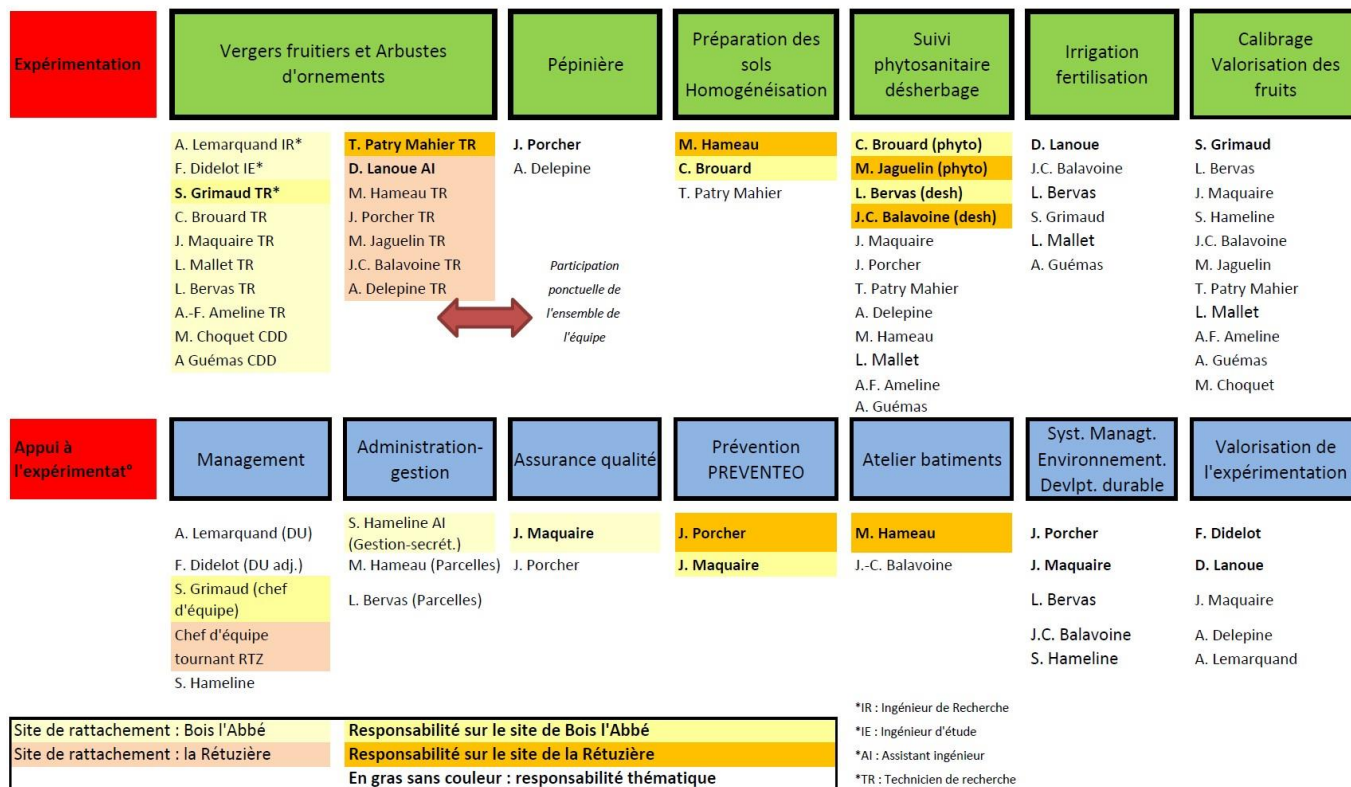 Expérimentation
Vergers fruitiers et Arbustes
d'ornements
Pépinière
Préparation des
sols
Homogénéisation
Suivi
phytosanitaire
désherbage
Irrigation
fertilisation
Calibrage
Valorisation des
fruits
A. Lemarquand IR*
F. Didelot IE*
S. Grimaud TR*
C. Brouard TR
J. Maquaire TR
L. Mallet TR
L. Bervas TR
A.-F. Ameline TR
M. Choquet CDD
A Guémas CDD
T. Patry Mahier TR
D. Lanoue AI
M. Hameau TR
J. Porcher TR
M. Jaguelin TR
J.C. Balavoine TR
A. Delepine TR
J. Porcher
A. Delepine
Participation
ponctuelle de
l'ensemble de
l'équipe
M. Hameau
C. Brouard
T. Patry Mahier
C. Brouard (phyto)
M. Jaguelin (phyto)
L. Bervas (desh)
J.C. Balavoine (desh)
J. Maquaire
J. Porcher
T. Patry Mahier
A. Delepine
M. Hameau
L. Mallet
A.F. Ameline
A. Guémas
D. Lanoue
J.C. Balavoine
L. Bervas
S. Grimaud
L. Mallet
A. Guémas
S. Grimaud
L. Bervas
J. Maquaire
S. Hameline
J.C. Balavoine
M. Jaguelin
T. Patry Mahier
L. Mallet
A.F. Ameline
A. Guémas
M. Choquet
Appui à
l'expérimentat°
Management
Administration-
gestion
Assurance qualité
Prévention
PREVENTEO
Atelier batiments
Syst. Managt.
Environnement.
Devlpt. durable
Valorisation de
l'expérimentation
A. Lemarquand (DU)
F. Didelot (DU adj.)
S. Grimaud (chef
d'équipe)
Chef d'équipe
tournant RTZ
S. Hameline
S. Hameline AI
(Gestion-secrét.)
M. Hameau (Parcelles)
L. Bervas (Parcelles)
J. Maquaire
J. Porcher
J. Porcher
J. Maquaire
M. Hameau
J.-C. Balavoine
J. Porcher
J. Maquaire
L. Bervas
J.C. Balavoine
S. Hameline
F. Didelot
D. Lanoue
J. Maquaire
A. Delepine
A. Lemarquand
Site de rattachement : Bois l'Abbé
Site de rattachement : la Rétuzière
Responsabilité sur le site de Bois l'Abbé
Responsabilité sur le site de la Rétuzière
En gras sans couleur : responsabilité thématique
*IR : Ingénieur de Recherche
*IE : Ingénieur d'étude
*AI : Assistant ingénieur
*TR : Technicien de recherche